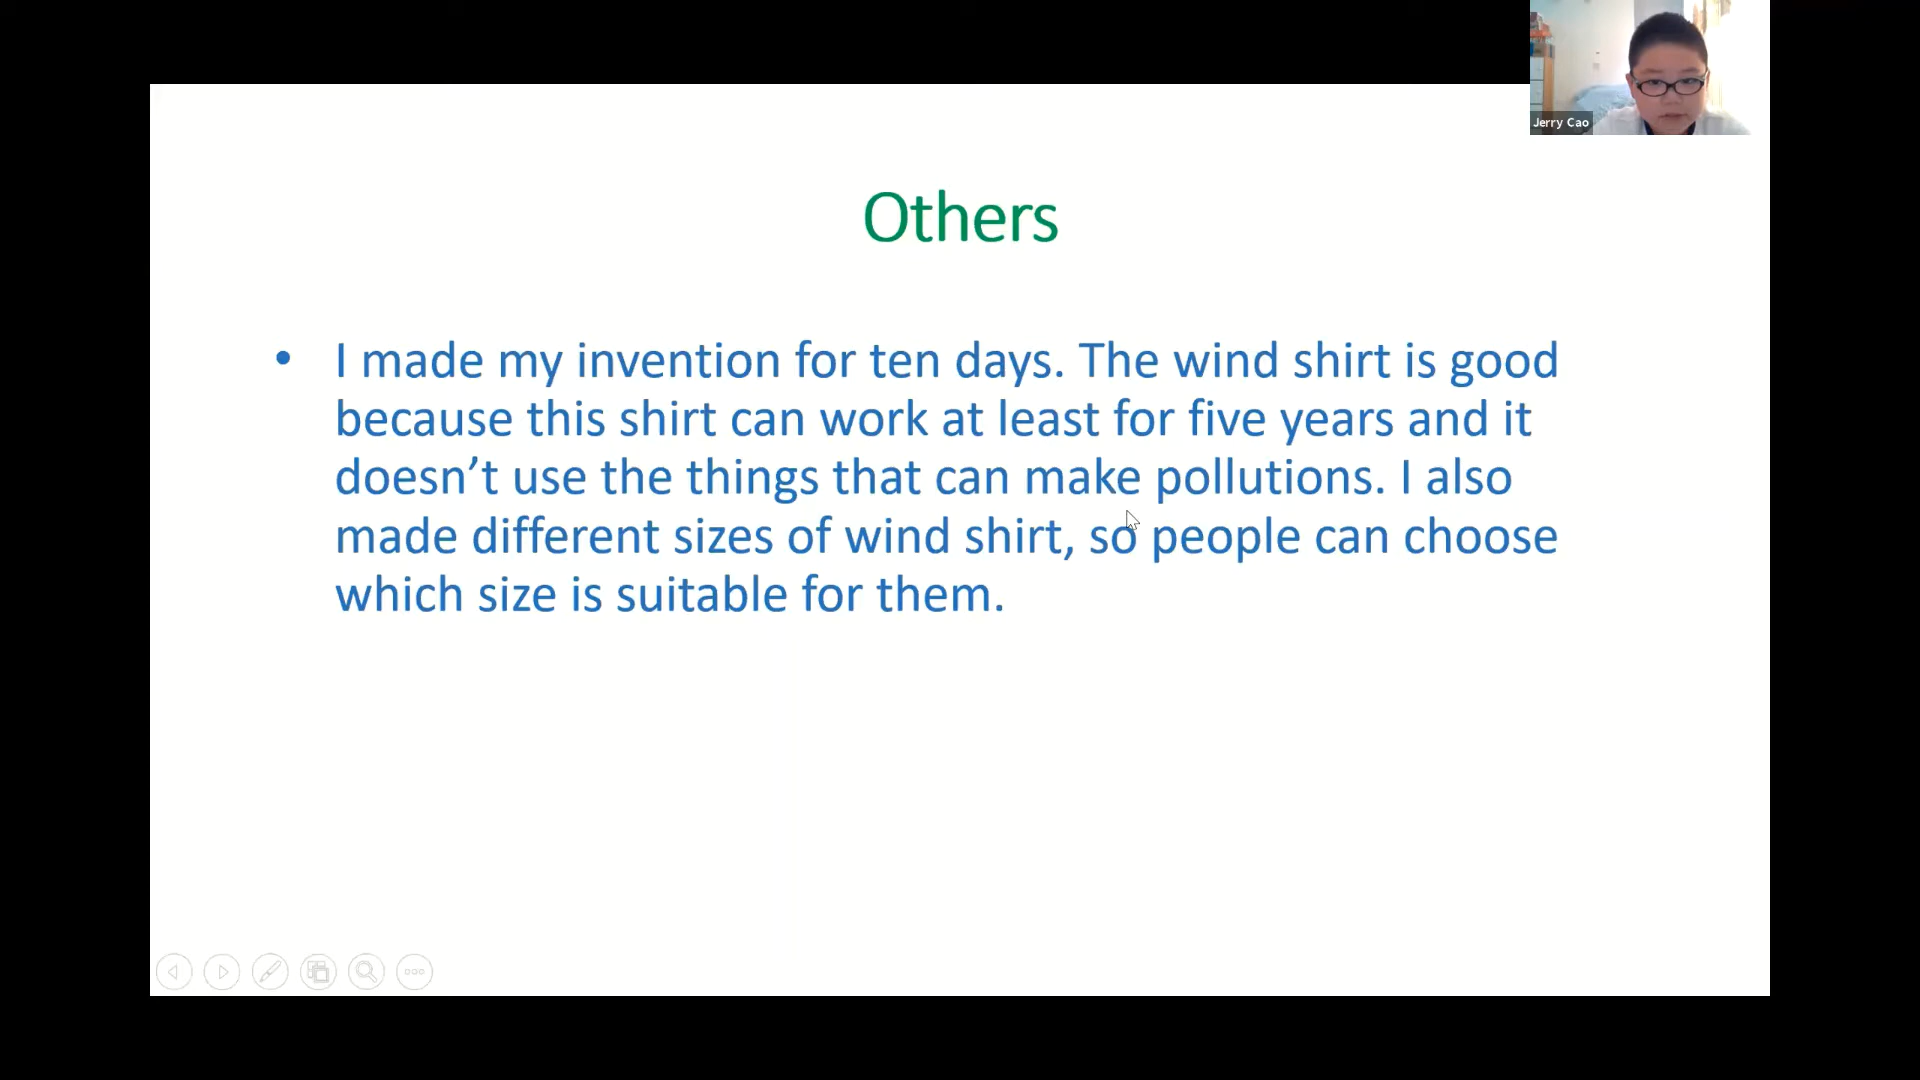 Jerry Cao
Others
• I made my invention for ten days. The wind shirt is good
because this shirt can work at least for five years and it
doesn’t use the things that can make pollutions. I also
made different sizes of wind shirt, so people can choose
which size is suitable for them.